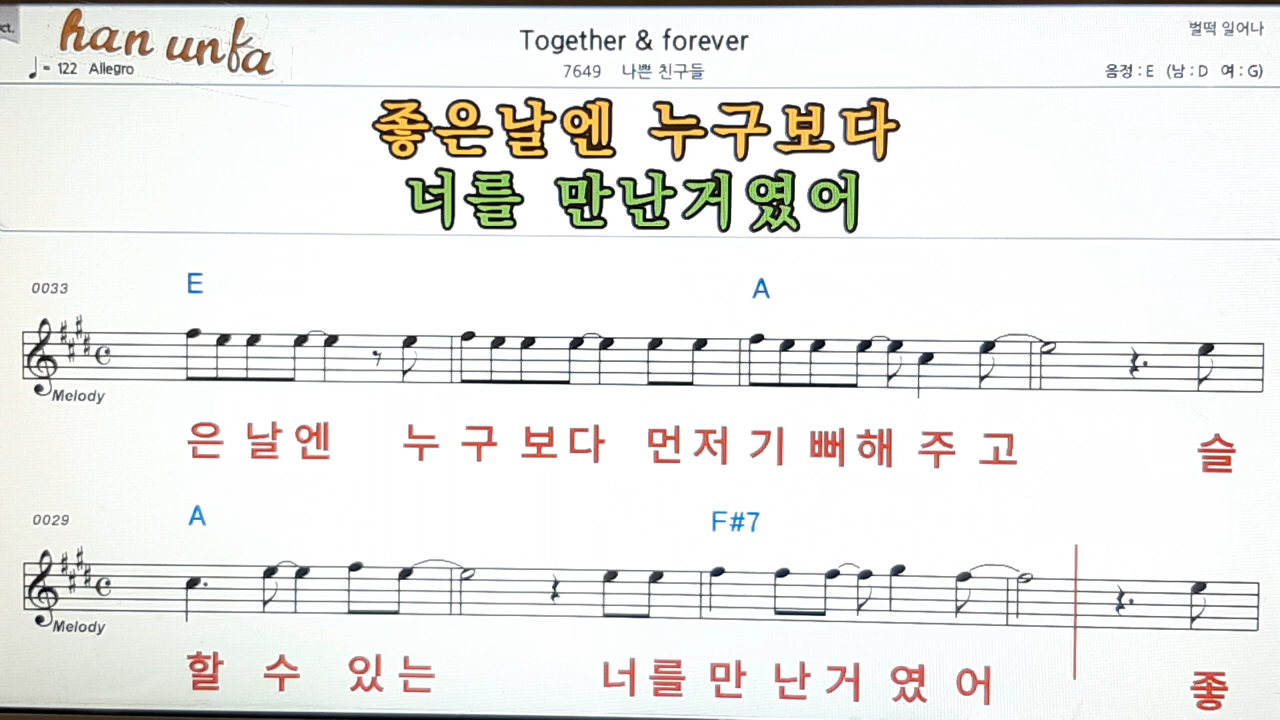 ct.
han unfa
Together & forever
벌떡 일어나
♩= 122 Allegro
7649 나쁜 친구들
음정 : E (남 : D 여 : G)
좋은날엔 누구보다
너를 만난거였어
0033
E A
Melody
은 날 엔 누 구 보 다 먼 저 기 뻐 해 주 고 슬
0029
A F#7
Melody
할 수 있 는 너 를 만 난 거 였 어 좋